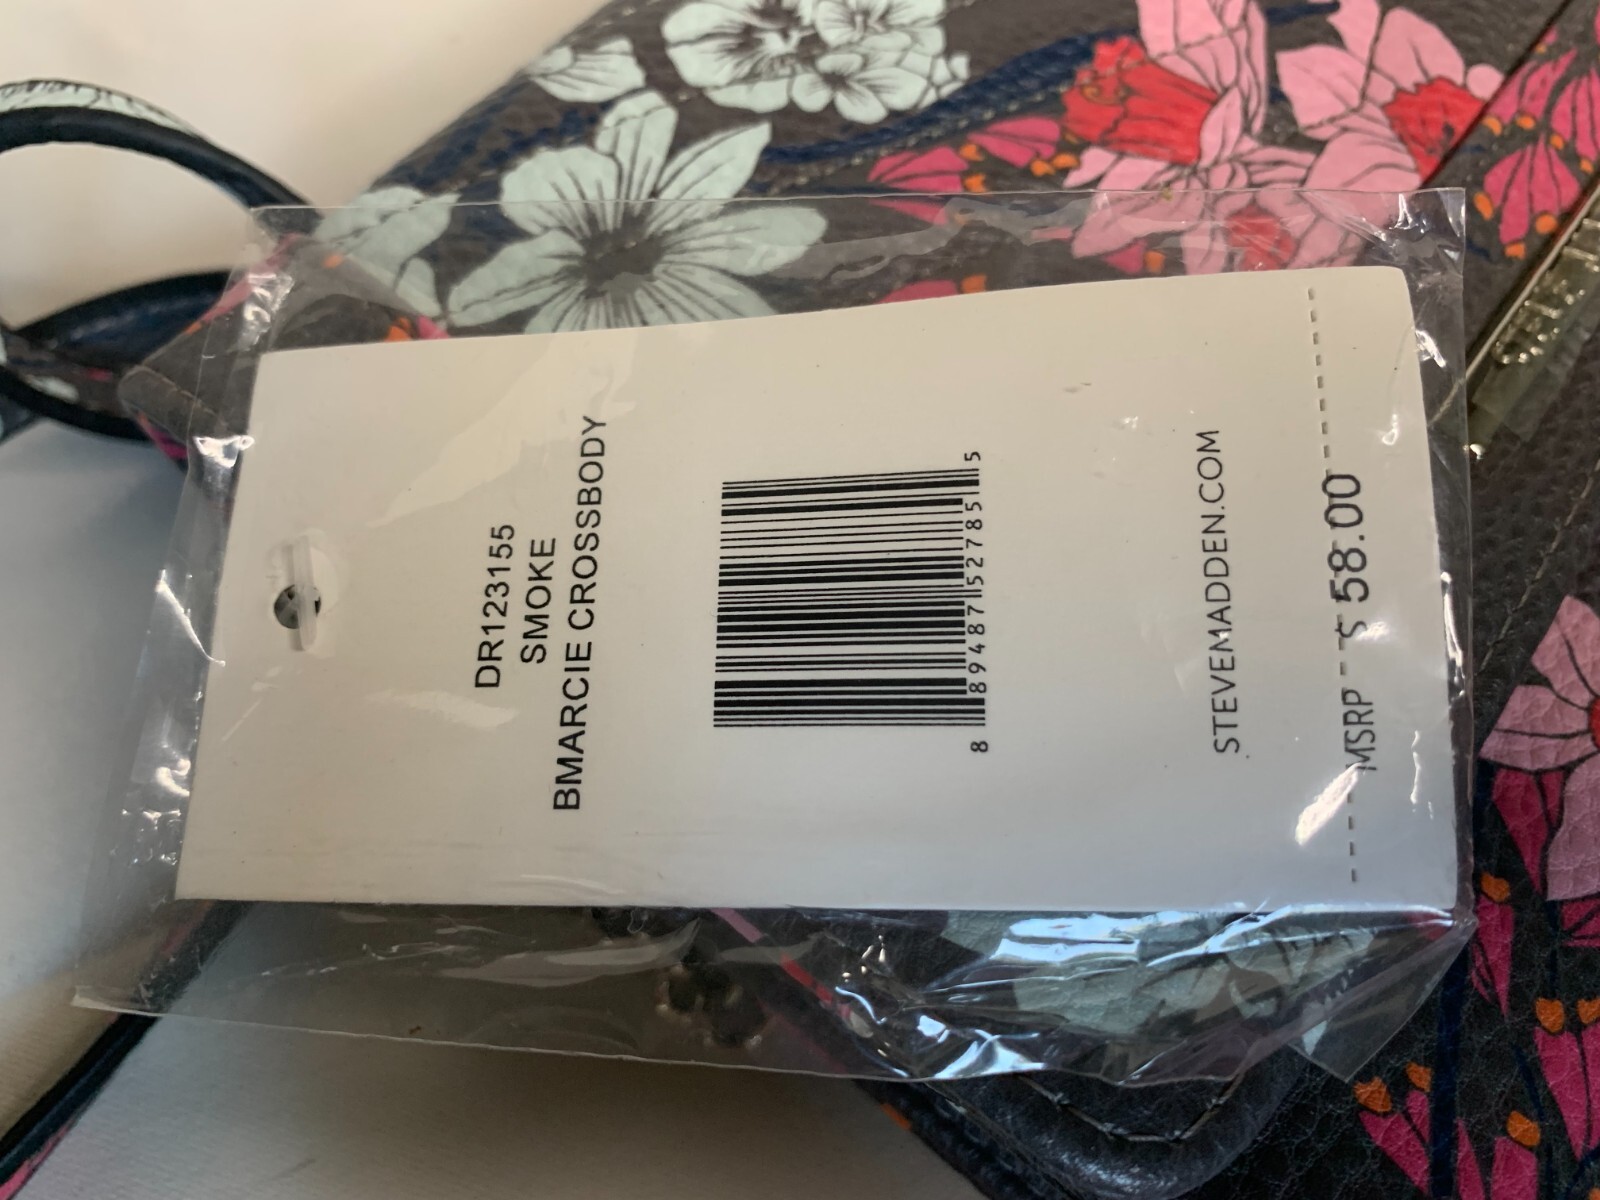 DR123155
SMOKE
BMARCIE CROSSBODY
8 89487 52785 5
STEVEMADDEN.COM
MSRP $ 58.00